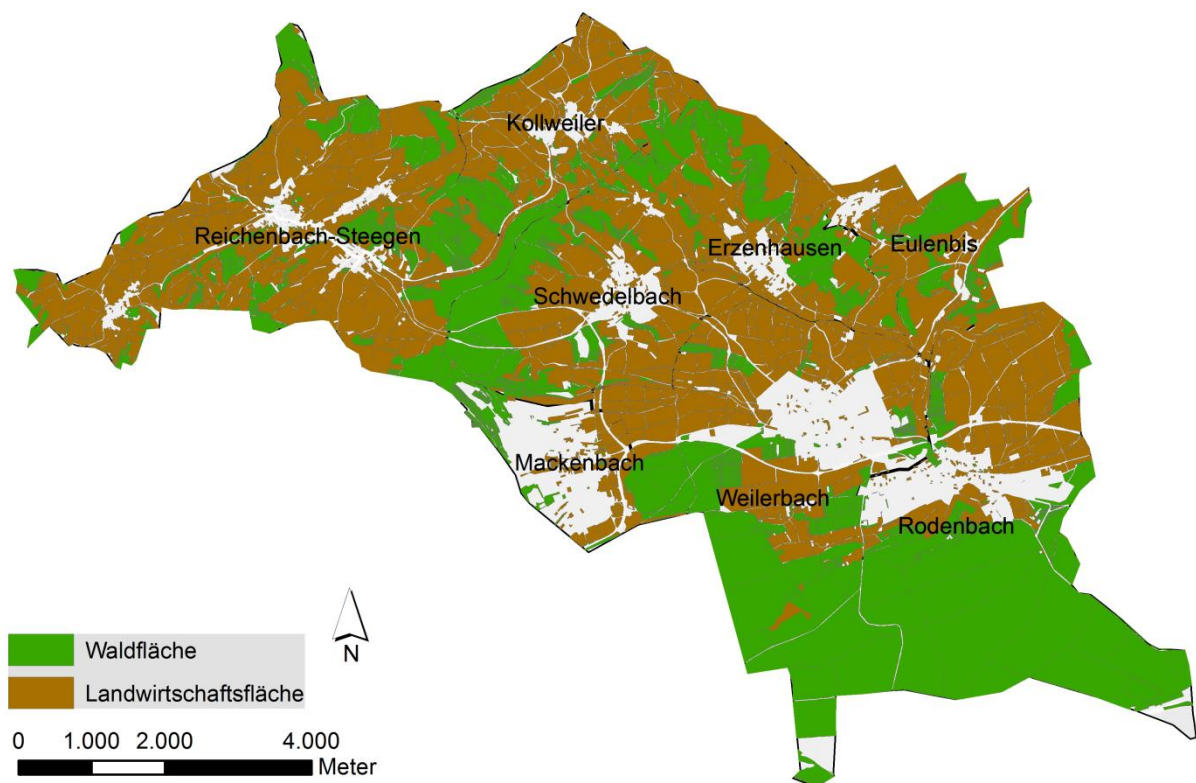 Kollweiler
Reichenbach-Steegen
Erzenhausen
Eulenbis
Schwedelbach
Mackenbach
Weilerbach
Rodenbach
N
Waldfläche
Landwirtschaftsfläche
0 1.000 2.000 4.000
Meter